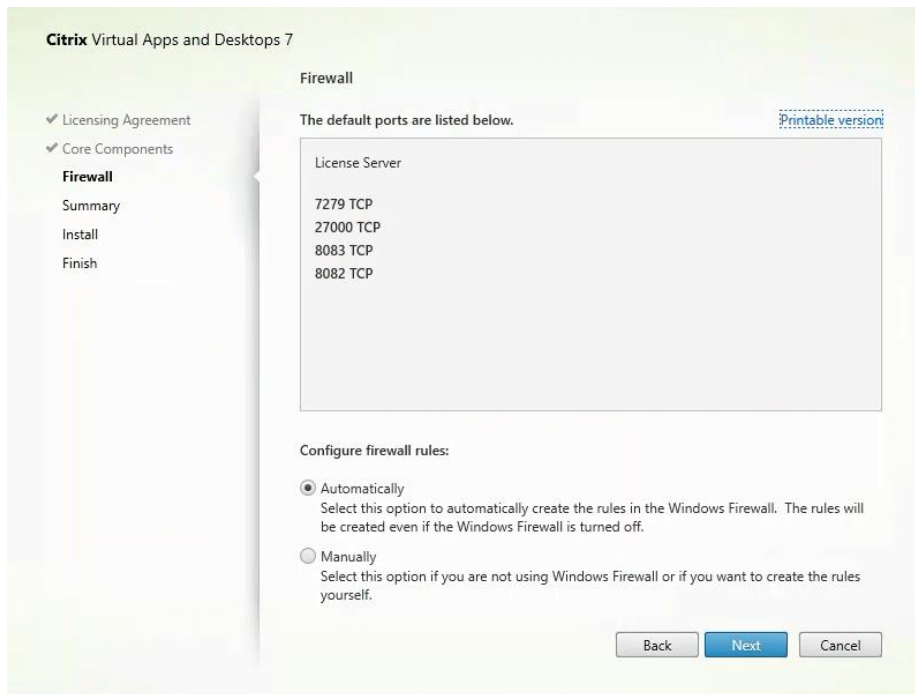 Citrix Virtual Apps and Desktops 7
Licensing Agreement
Core Components
Firewall
Summary
Install
Finish
Firewall
The default ports are listed below.
Printable version
License Server
7279 TCP
27000 TCP
8083 TCP
8082 TCP
Configure firewall rules:
Automatically
Select this option to automatically create the rules in the Windows Firewall. The rules will
be created even if the Windows Firewall is turned off.
Manually
Select this option if you are not using Windows Firewall or if you want to create the rules
yourself.
Back
Next
Cancel